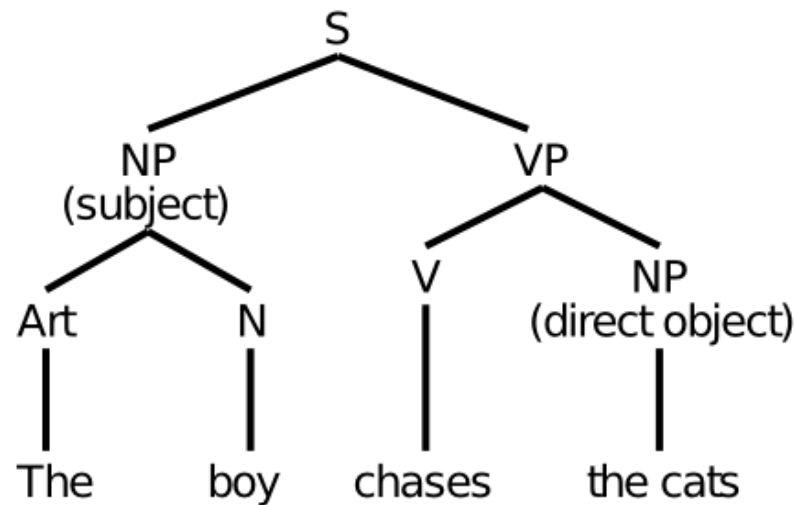 S
NP VP
(subject)
V NP
Art N (direct object)
The boy chases the cats